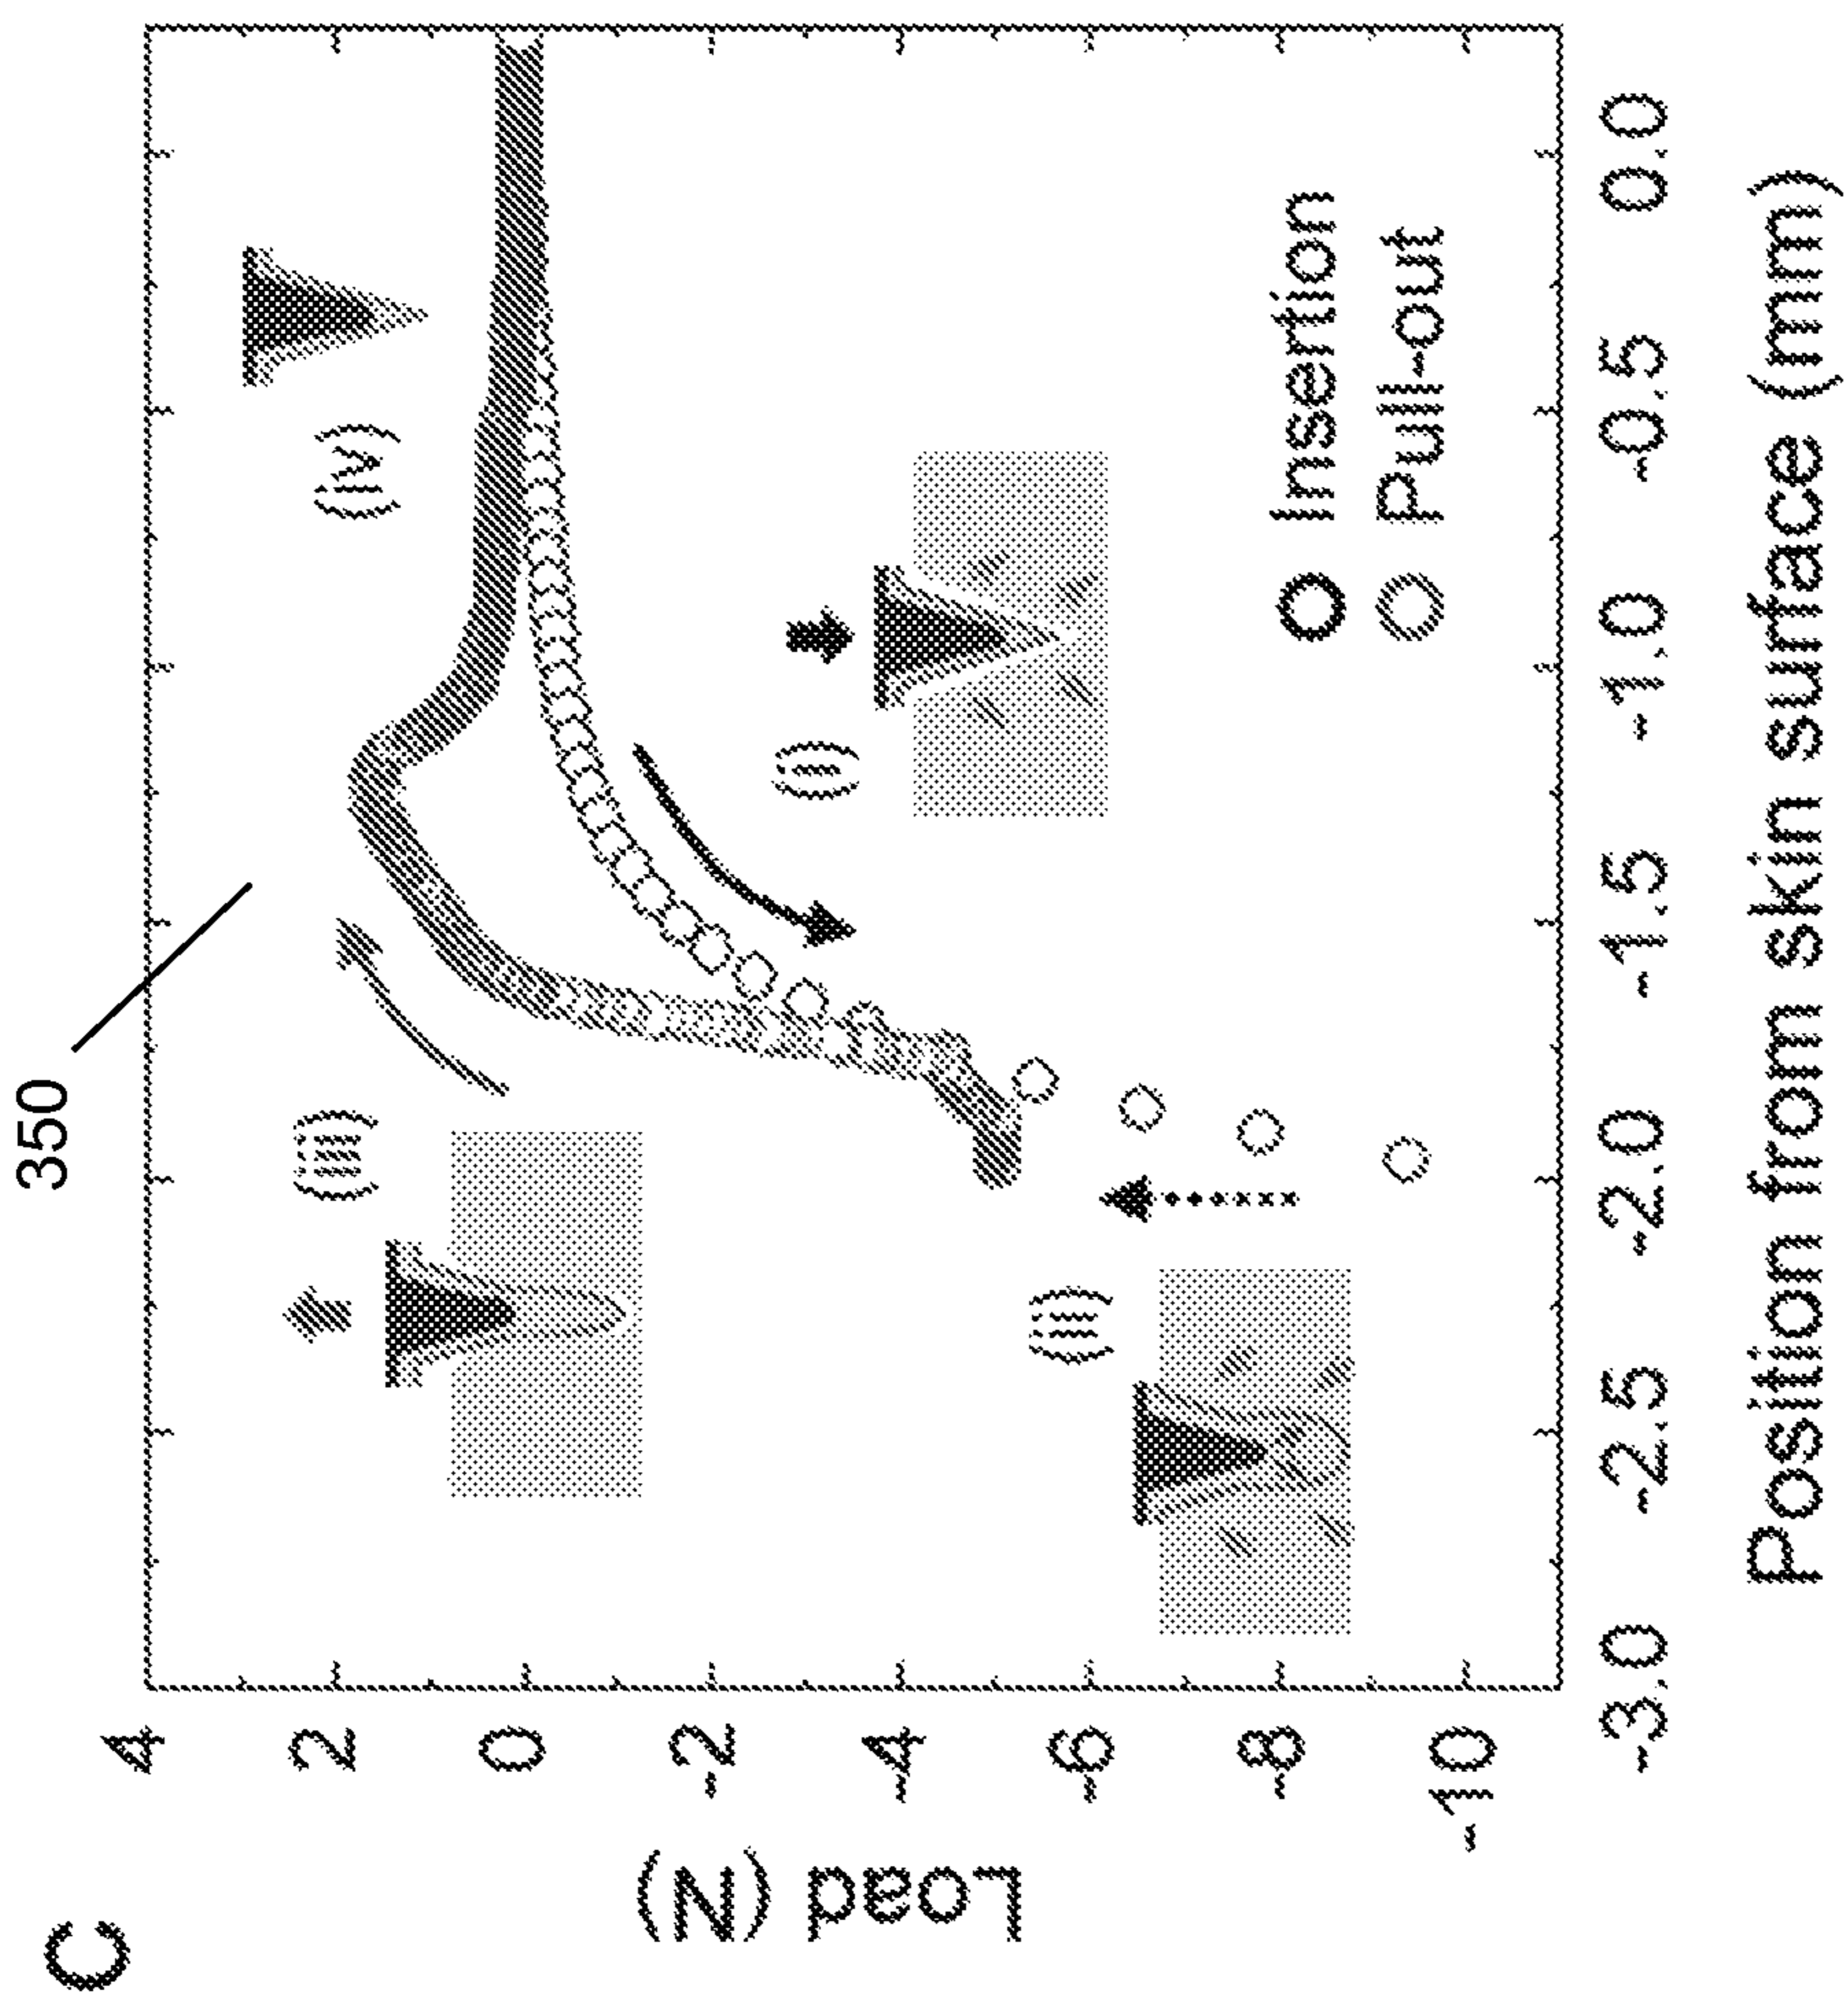 350
C
Load (N)
4
2
0
-2
-4
-6
-8
-10
(iii)
(iv)
(ii)
(i)
Insertion
Pull-out
-3.0 -2.5 -2.0 -1.5 -1.0 -0.5 0.0
Position from skin surface (mm)